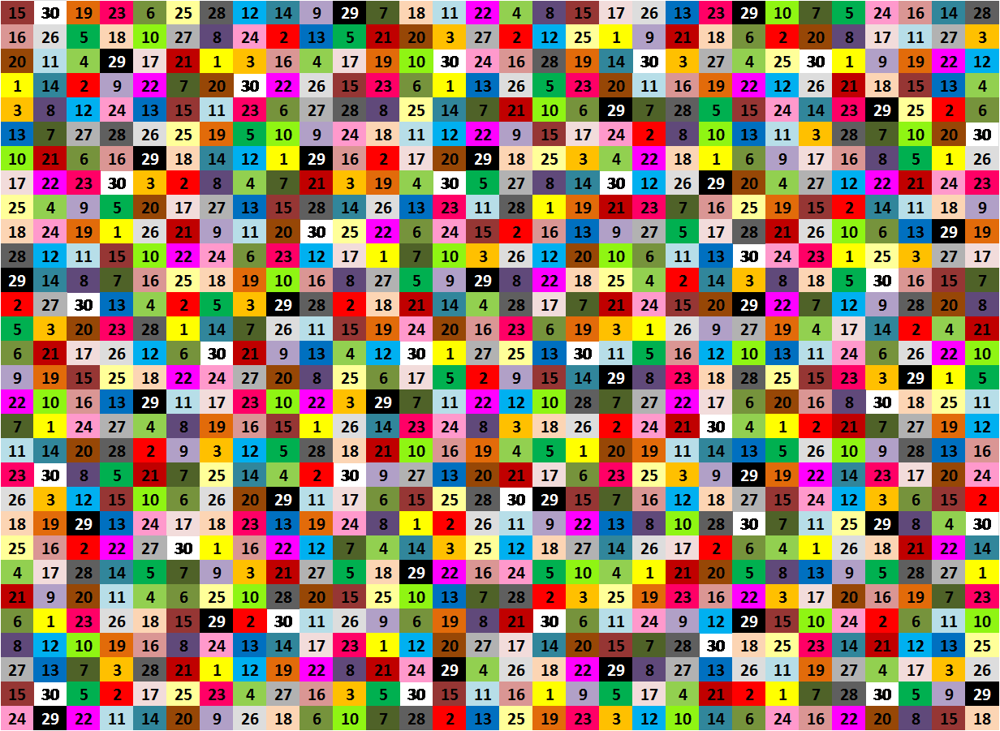 15 30 19 23 6 25 28 12 14 9 29 7 18 11 22 4 8 15 17 26 13 23 29 10 7 5 24 16 14 28
16 26 5 18 10 27 8 24 2 13 5 21 20 3 27 2 12 25 1 9 21 18 6 2 20 8 17 11 27 3
20 11 4 29 17 21 1 3 16 4 17 19 10 30 24 16 28 19 14 30 3 27 4 25 30 1 9 19 22 12
1 14 2 9 22 7 20 30 22 26 15 23 6 1 13 26 5 23 20 11 16 19 22 12 26 21 18 15 13 4
3 8 12 24 13 15 11 23 6 27 28 8 25 14 7 21 10 6 29 7 28 5 15 24 14 23 29 25 2 6
13 7 27 28 26 25 19 5 10 9 24 18 11 12 22 9 15 17 24 2 8 10 13 11 3 28 7 10 20 30
10 21 6 16 29 18 14 12 1 29 16 2 17 20 29 18 25 3 4 22 18 1 6 9 17 16 8 5 1 26
17 22 23 30 3 2 8 4 7 21 3 19 4 30 5 27 8 14 30 12 26 29 20 4 27 12 22 21 24 23
25 4 9 5 20 17 27 13 15 28 14 26 13 23 11 28 1 19 21 23 7 16 25 19 15 2 14 11 18 9
18 24 19 1 26 21 9 11 20 30 25 22 6 24 15 2 16 13 9 27 5 17 28 21 26 10 6 13 29 19
28 12 11 15 10 22 24 6 23 12 17 1 7 10 3 26 12 20 10 6 11 13 30 24 23 1 25 3 27 17
29 14 8 7 16 25 18 19 10 16 8 27 5 9 29 8 22 18 25 4 2 14 3 8 18 5 30 16 15 7
2 27 30 13 4 2 5 3 29 28 2 18 21 14 4 28 17 7 21 24 15 20 29 22 7 12 9 28 20 8
5 3 20 23 28 1 14 7 26 11 15 19 24 20 16 23 6 19 3 1 26 9 27 19 4 17 14 2 4 21
6 21 17 26 12 6 30 21 9 13 4 12 30 1 27 25 13 30 11 5 16 12 10 13 11 24 6 26 22 10
9 19 15 25 18 22 24 27 20 8 25 6 17 5 2 9 15 14 29 8 23 18 28 25 15 23 3 29 1 5
22 10 16 13 29 11 17 23 10 22 3 29 7 11 22 12 10 28 7 27 22 17 6 20 16 8 30 18 25 11
7 1 24 27 4 8 19 16 15 1 26 14 23 24 8 3 18 26 2 24 21 30 4 1 2 21 7 27 19 12
11 14 20 28 2 9 3 12 5 28 18 21 10 16 19 4 5 1 20 19 11 14 13 5 26 10 9 28 13 16
23 30 8 5 21 7 25 14 4 2 30 9 27 13 20 21 17 6 23 25 3 9 29 19 22 14 23 17 20 24
26 3 12 15 10 6 26 20 29 11 17 6 15 25 28 30 29 15 7 16 12 18 27 15 24 12 3 6 15 2
18 19 29 13 24 17 18 23 13 19 24 8 1 2 26 11 9 22 13 8 10 28 30 7 11 25 29 8 4 30
25 16 2 22 27 30 1 16 22 12 7 4 14 3 25 12 18 27 14 26 17 2 6 4 1 26 18 21 22 14
4 17 28 14 5 7 9 3 21 27 5 18 29 22 16 24 5 10 4 1 21 20 5 8 13 9 5 28 27 1
21 9 20 11 4 6 25 10 28 20 15 25 10 13 7 28 2 3 25 19 23 16 22 3 17 20 16 19 7 23
6 1 23 26 18 15 29 2 30 11 26 9 6 19 8 21 30 6 11 24 9 12 29 15 10 24 2 6 11 10
8 12 10 19 16 8 24 13 14 17 23 1 12 20 27 17 14 20 15 7 28 30 18 25 23 14 21 12 13 25
27 13 7 3 28 21 1 12 19 22 8 21 24 29 4 26 18 22 29 8 27 13 26 11 19 27 4 17 3 26
15 30 5 2 17 25 23 4 27 16 3 5 30 15 11 16 1 9 5 17 4 21 2 1 7 28 30 5 9 29
24 29 22 11 14 20 9 26 18 6 10 7 28 2 13 25 19 23 3 12 10 14 6 24 16 22 20 8 15 18